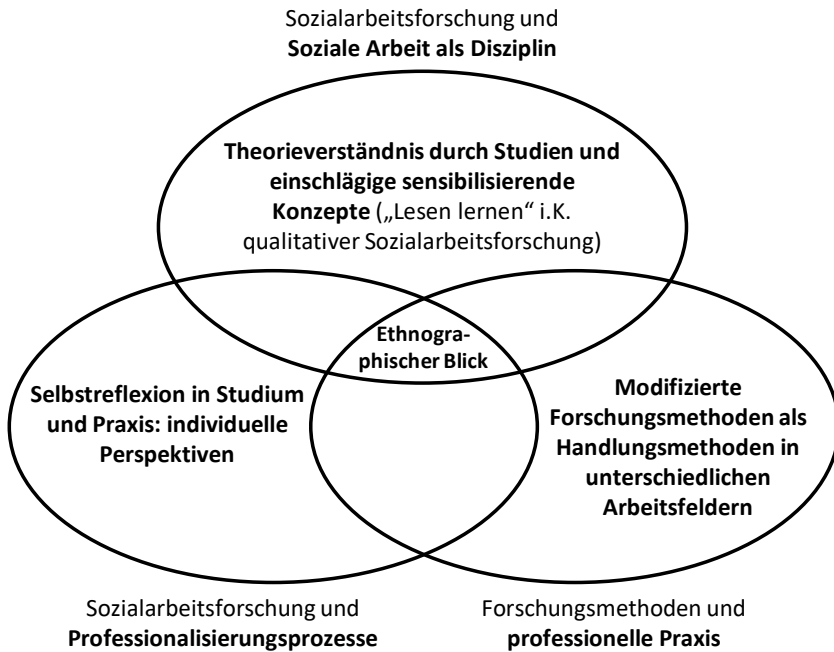 Sozialarbeitsforschung und
Soziale Arbeit als Disziplin
Theorieverständnis durch Studien und
einschlägige sensibilisierende
Konzepte („Lesen lernen“ i.K.
qualitativer Sozialarbeitsforschung)
Ethnogra-
phischer Blick
Selbstreflexion in Studium
und Praxis: individuelle
Perspektiven
Modifizierte
Forschungsmethoden als
Handlungsmethoden in
unterschiedlichen
Arbeitsfeldern
Sozialarbeitsforschung und
Professionalisierungsprozesse
Forschungsmethoden und
professionelle Praxis